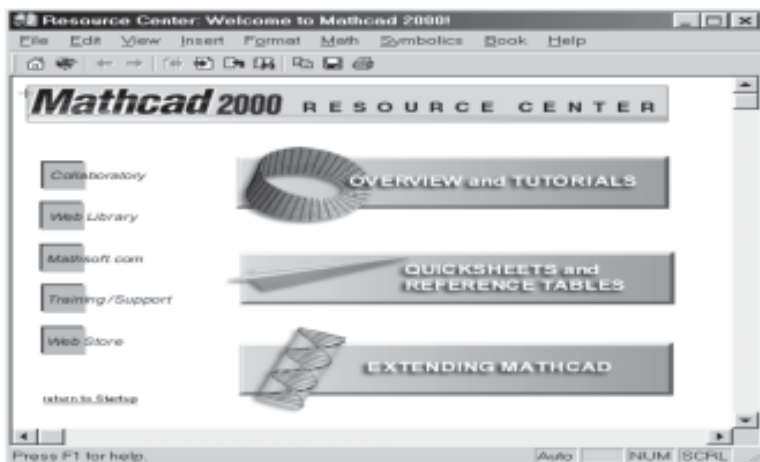 Resource Center: Welcome to Mathcad 2000!
File Edit View Insert Format Math Symbolics Book Help
Mathcad 2000 RESOURCE CENTER
Collaboratory
Web Library
Mathsoft.com
Training/Support
Web Store
return to Startup
OVERVIEW and TUTORIALS
QUICKSHEETS and
REFERENCE TABLES
EXTENDING MATHCAD
Press F1 for help.
Auto NUM SCRL